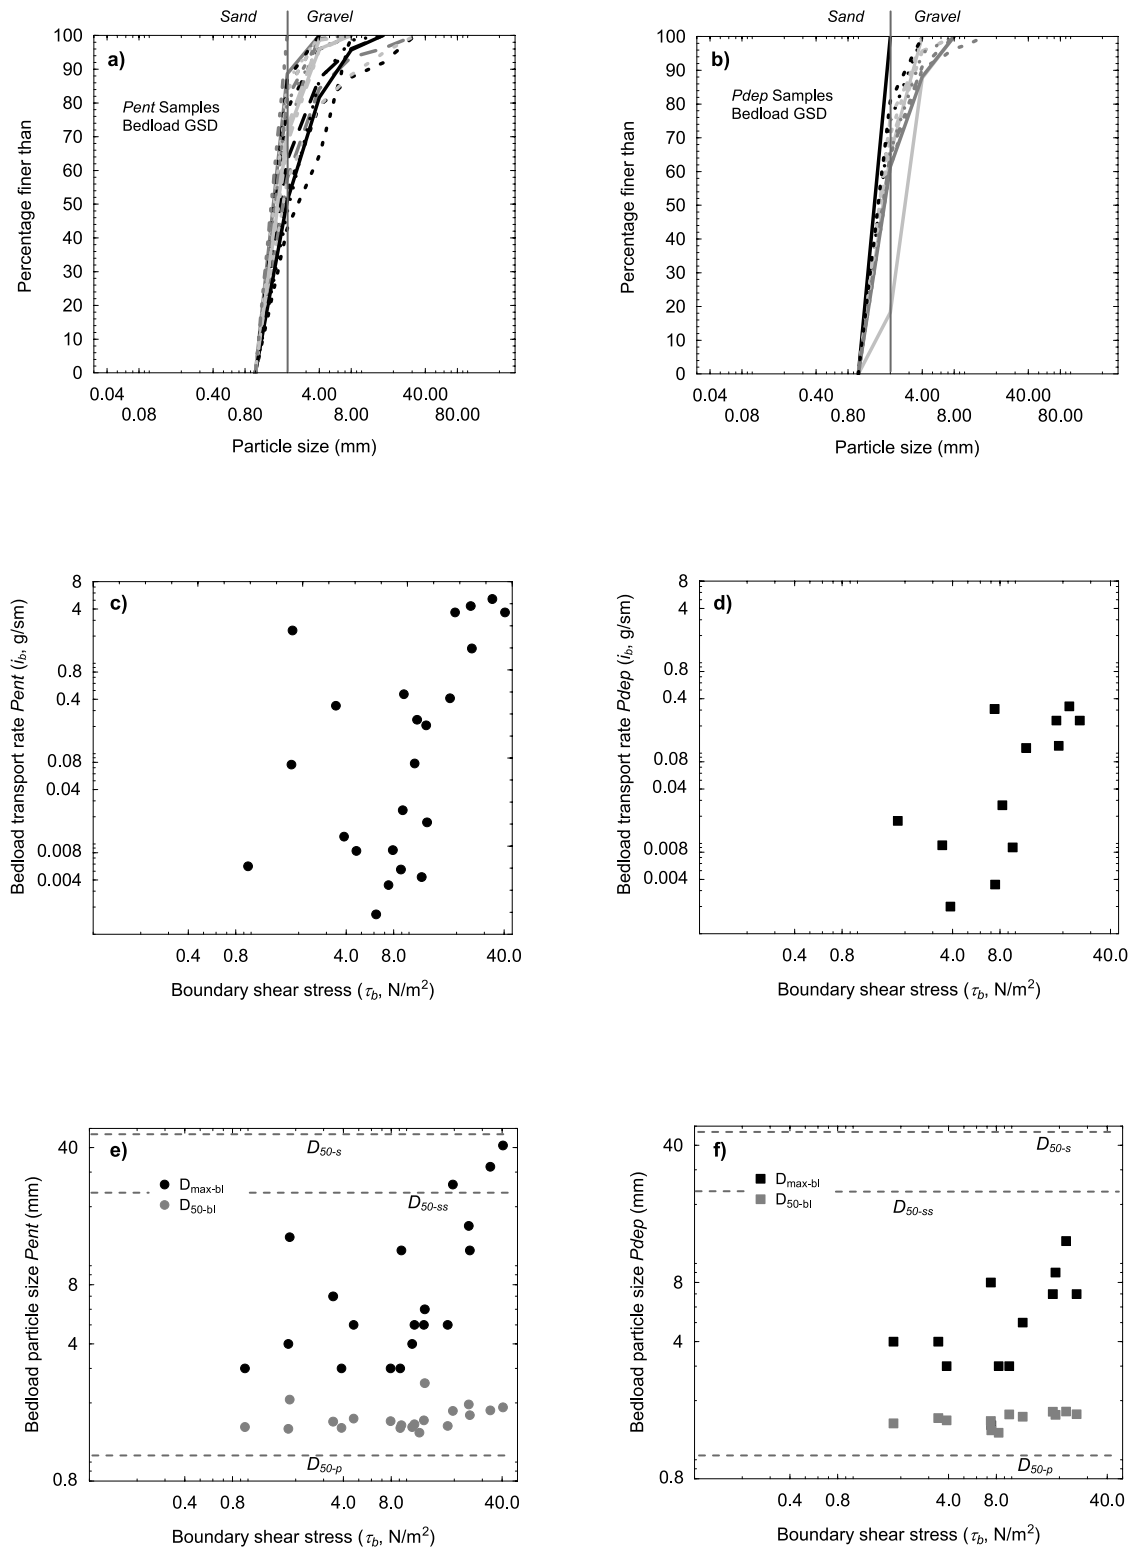 Sand Gravel
a)
Pent Samples
Bedload GSD
Percentage finer than
100
90
80
70
60
50
40
30
20
10
0
0.04 0.40 4.00 40.00
0.08 0.80 8.00 80.00
Particle size (mm)
Sand Gravel
b)
Pdep Samples
Bedload GSD
Percentage finer than
100
90
80
70
60
50
40
30
20
10
0
0.04 0.40 4.00 40.00
0.08 0.80 8.00 80.00
Particle size (mm)
c)
Bedload transport rate Pent (i_b, g/sm)
8
4
0.8
0.4
0.08
0.04
0.008
0.004
0.4 0.8 4.0 8.0 40.0
Boundary shear stress (τ_b, N/m²)
d)
Bedload transport rate Pdep (i_b, g/sm)
8
4
0.8
0.4
0.08
0.04
0.008
0.004
0.4 0.8 4.0 8.0 40.0
Boundary shear stress (τ_b, N/m²)
e)
D50-s
Dmax-bl
D50-bl
D50-ss
D50-p
Bedload particle size Pent (mm)
40
8
4
0.8
0.4 0.8 4.0 8.0 40.0
Boundary shear stress (τ_b, N/m²)
f)
D50-s
Dmax-bl
D50-bl
D50-ss
D50-p
Bedload particle size Pdep (mm)
40
8
4
0.8
0.4 0.8 4.0 8.0 40.0
Boundary shear stress (τ_b, N/m²)